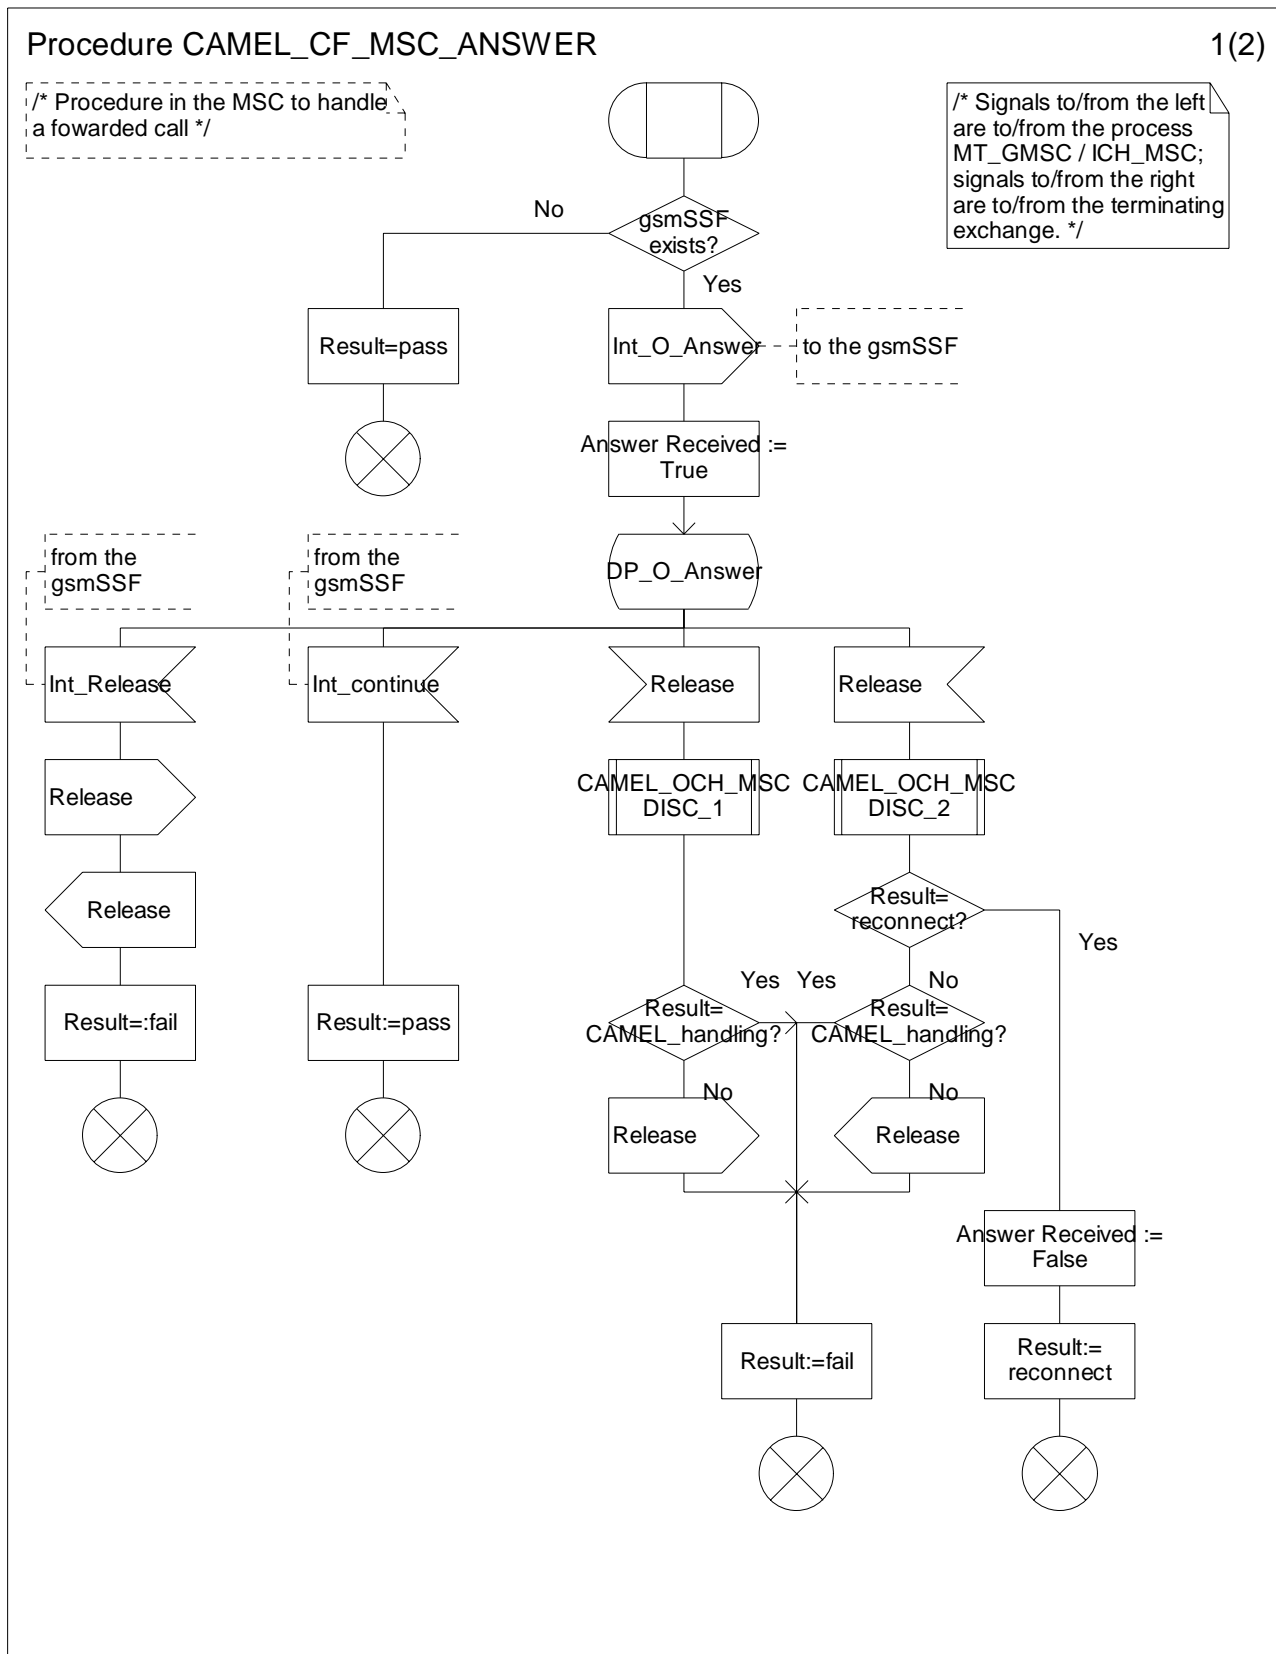 Procedure CAMEL_CF_MSC_ANSWER
1(2)
/* Procedure in the MSC to handle
a fowarded call */
/* Signals to/from the left
are to/from the process
MT_GMSC / ICH_MSC;
signals to/from the right
are to/from the terminating
exchange. */
No
gsmSSF
exists?
Yes
Result=pass
Int_O_Answer
to the gsmSSF
Answer Received :=
True
from the
gsmSSF
from the
gsmSSF
DP_O_Answer
Int_Release
Int_continue
Release
Release
Release
CAMEL_OCH_MSC
DISC_1
CAMEL_OCH_MSC
DISC_2
Release
Result=
reconnect?
Yes
Yes
Yes
No
Result=:fail
Result:=pass
Result=
CAMEL_handling?
Result=
CAMEL_handling?
No
No
Release
Release
Answer Received :=
False
Result:=fail
Result:=
reconnect